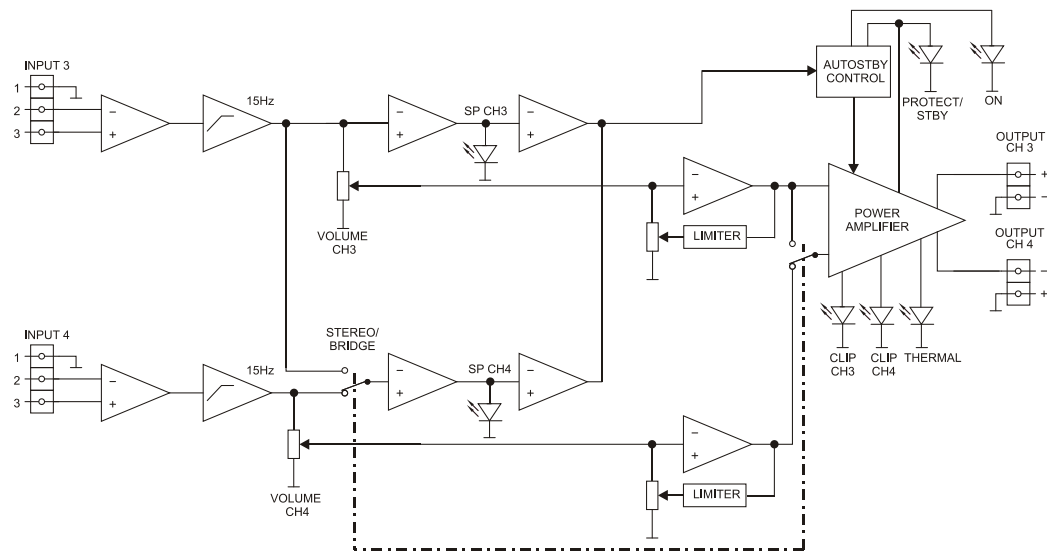 INPUT 3
1
2
3
15Hz
SP CH3
AUTOSTBY
CONTROL
PROTECT/
STBY
ON
OUTPUT
CH 3
+
−
VOLUME
CH3
LIMITER
POWER
AMPLIFIER
OUTPUT
CH 4
−
+
CLIP
CH3
CLIP
CH4
THERMAL
INPUT 4
1
2
3
15Hz
STEREO/
BRIDGE
SP CH4
VOLUME
CH4
LIMITER
− +
− +
− +
− +
− +
− +
− +
− +